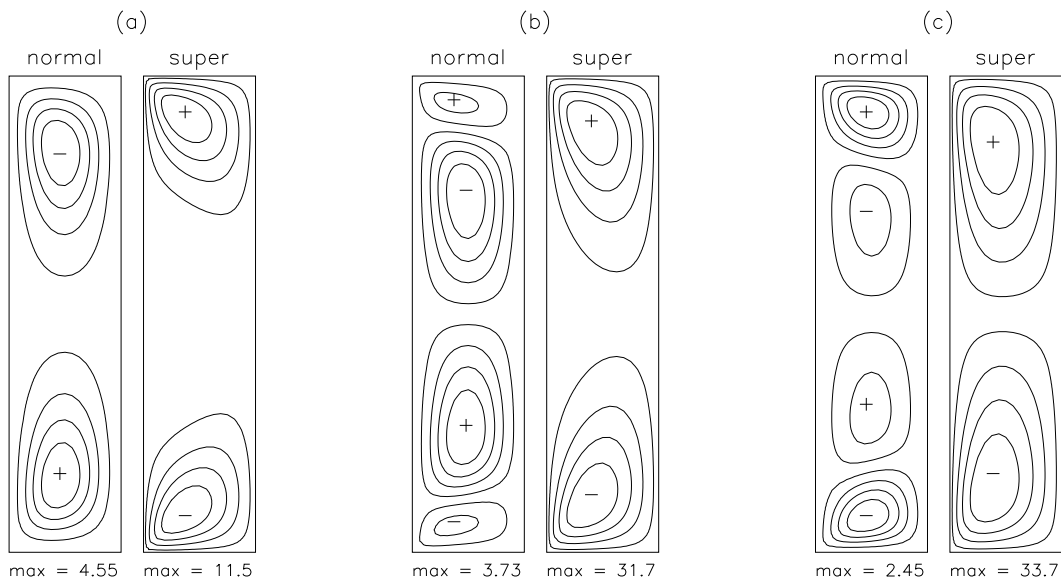 (a) (b) (c)
normal super normal super normal super
+ + +
− + + +
− −
+ + +
+ − − −
− − −
max = 4.55 max = 11.5 max = 3.73 max = 31.7 max = 2.45 max = 33.7